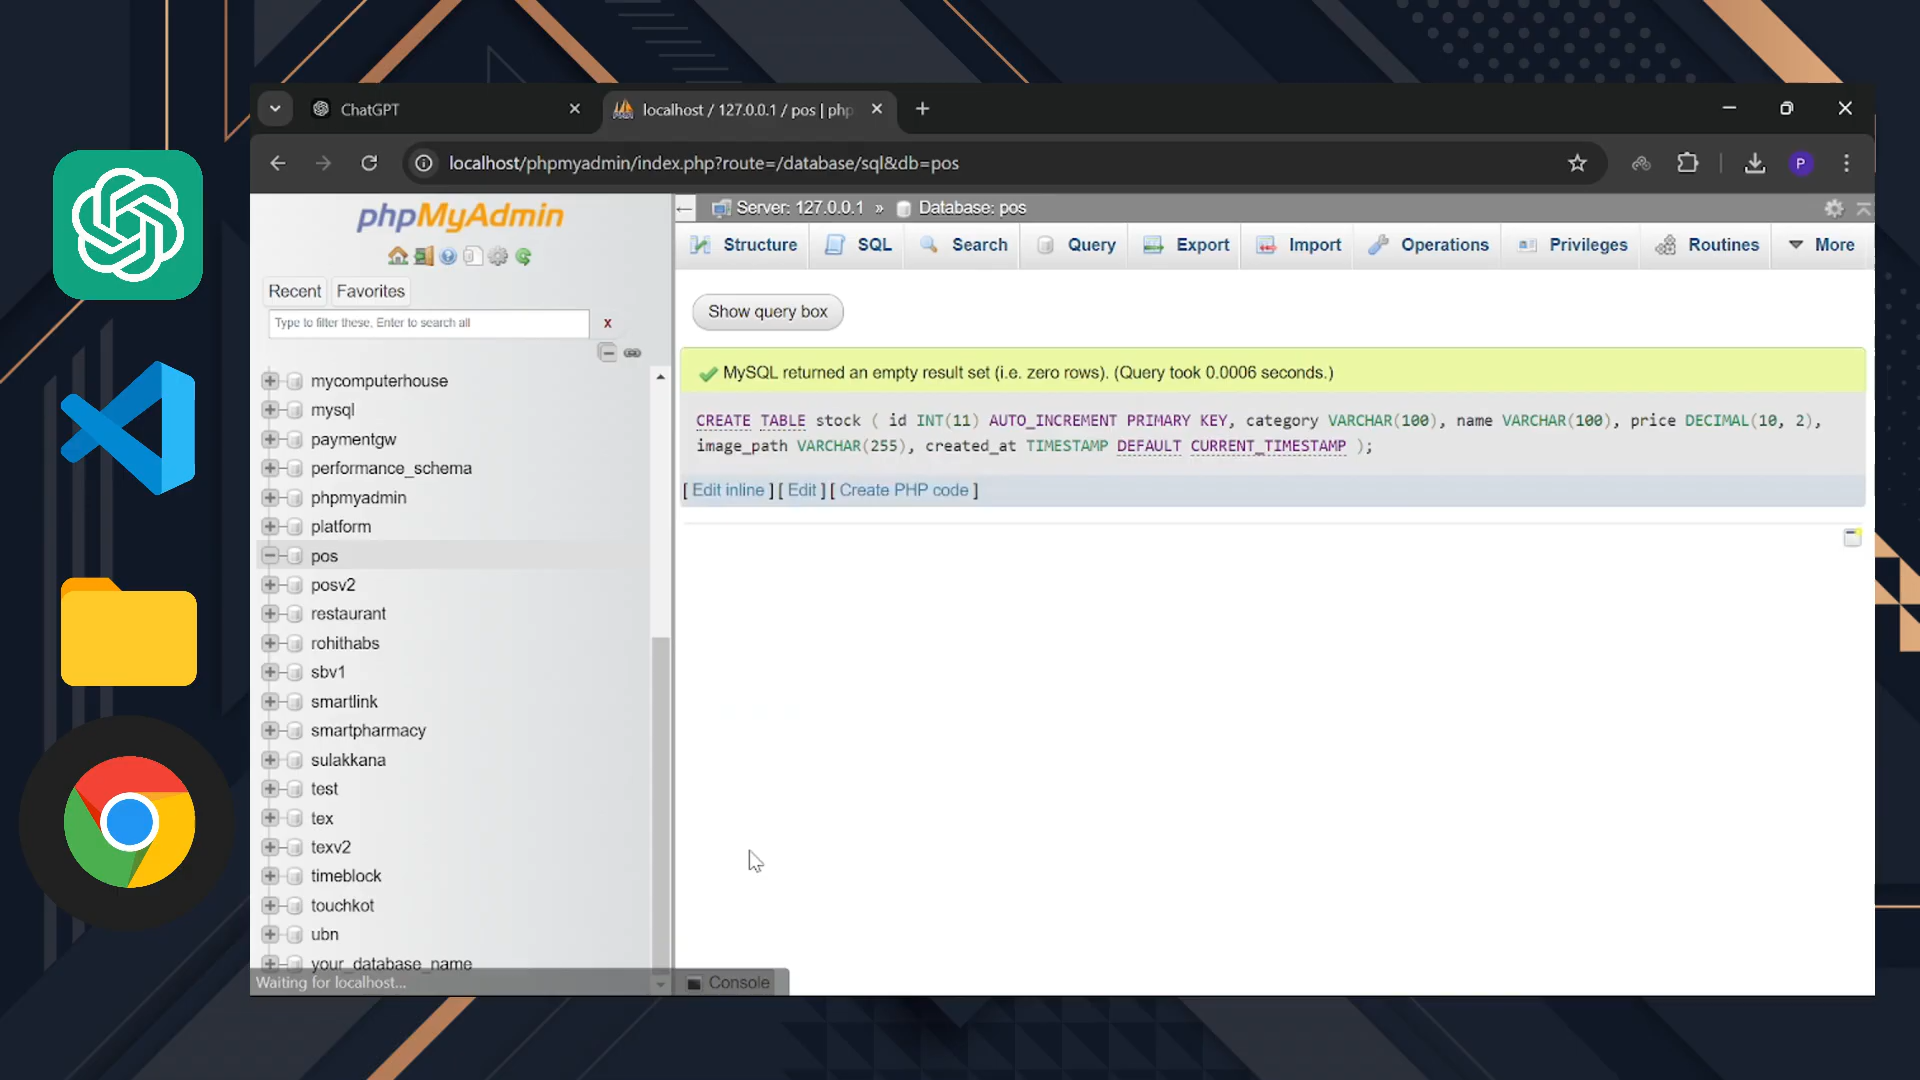 ChatGPT
localhost / 127.0.0.1 / pos | php
localhost/phpmyadmin/index.php?route=/database/sql&db=pos
P
phpMyAdmin
Recent Favorites
Type to filter these, Enter to search all
x
mycomputerhouse
mysql
paymentgw
performance_schema
phpmyadmin
platform
pos
posv2
restaurant
rohithabs
sbv1
smartlink
smartpharmacy
sulakkana
test
tex
texv2
timeblock
touchkot
ubn
your_database_name
Waiting for localhost...
Server: 127.0.0.1 » Database: pos
Structure SQL Search Query Export Import Operations Privileges Routines More
Show query box
MySQL returned an empty result set (i.e. zero rows). (Query took 0.0006 seconds.)
CREATE TABLE stock ( id INT(11) AUTO_INCREMENT PRIMARY KEY, category VARCHAR(100), name VARCHAR(100), price DECIMAL(10, 2),
image_path VARCHAR(255), created_at TIMESTAMP DEFAULT CURRENT_TIMESTAMP );
[ Edit inline ] [ Edit ] [ Create PHP code ]
Console